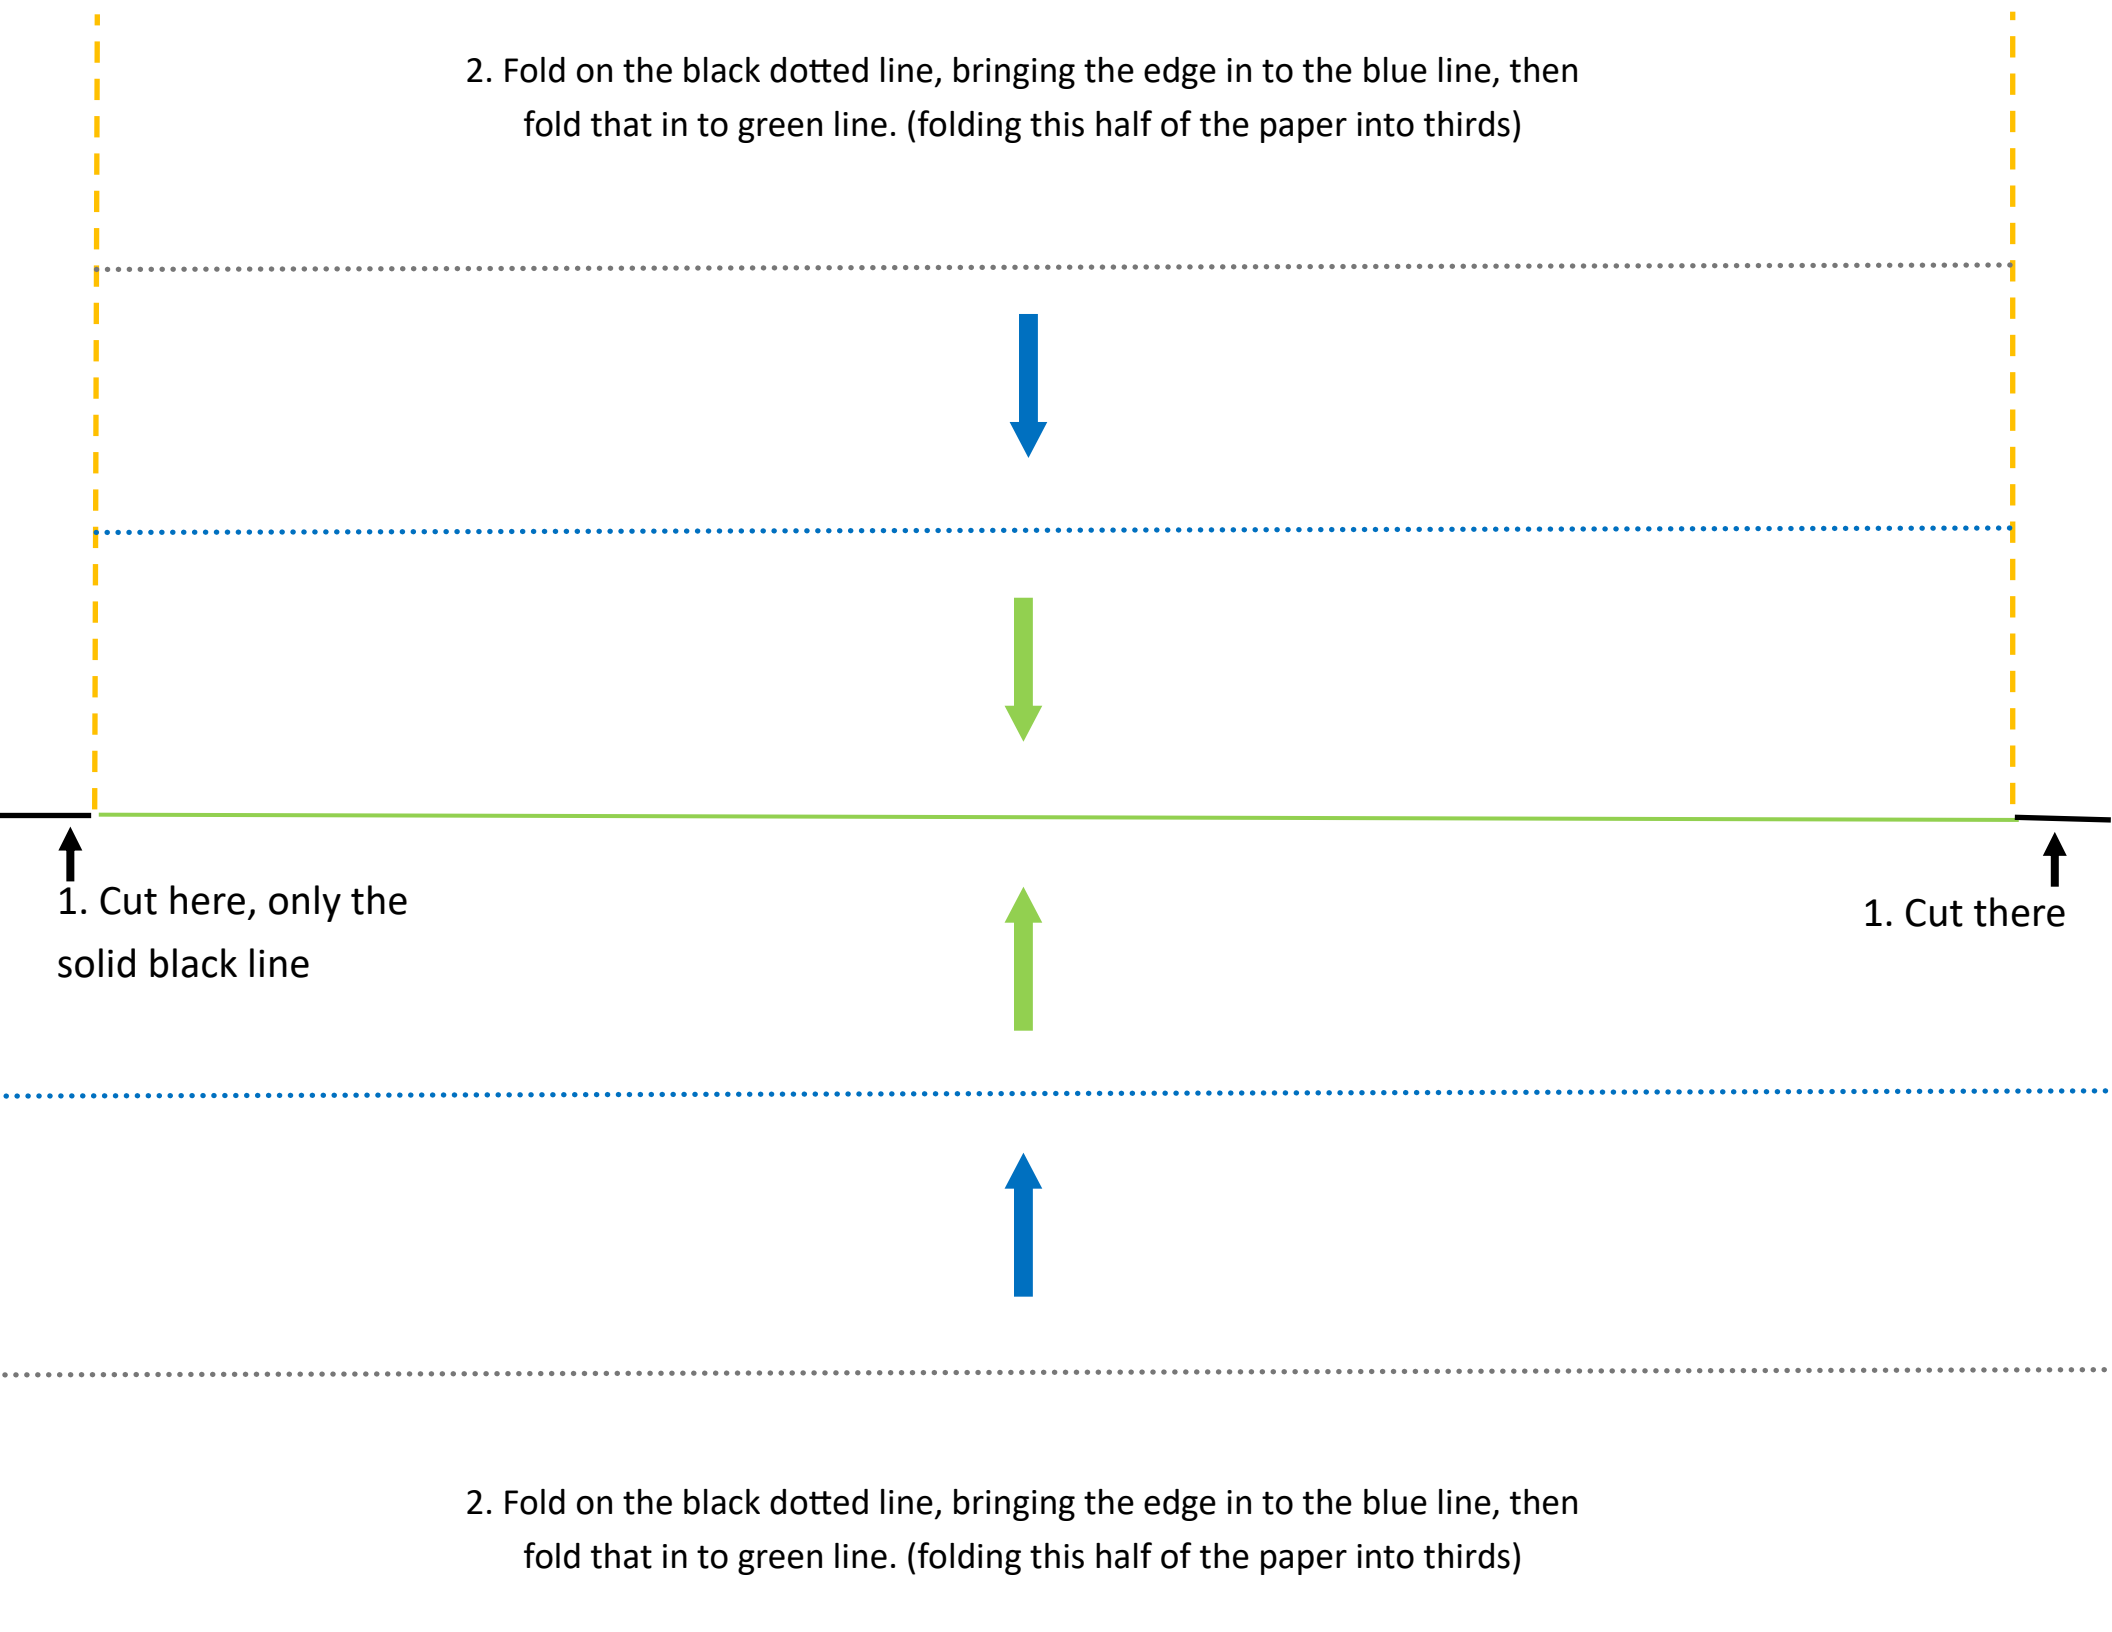 2. Fold on the black dotted line, bringing the edge in to the blue line, then
fold that in to green line. (folding this half of the paper into thirds)
1. Cut here, only the
solid black line
1. Cut there
2. Fold on the black dotted line, bringing the edge in to the blue line, then
fold that in to green line. (folding this half of the paper into thirds)